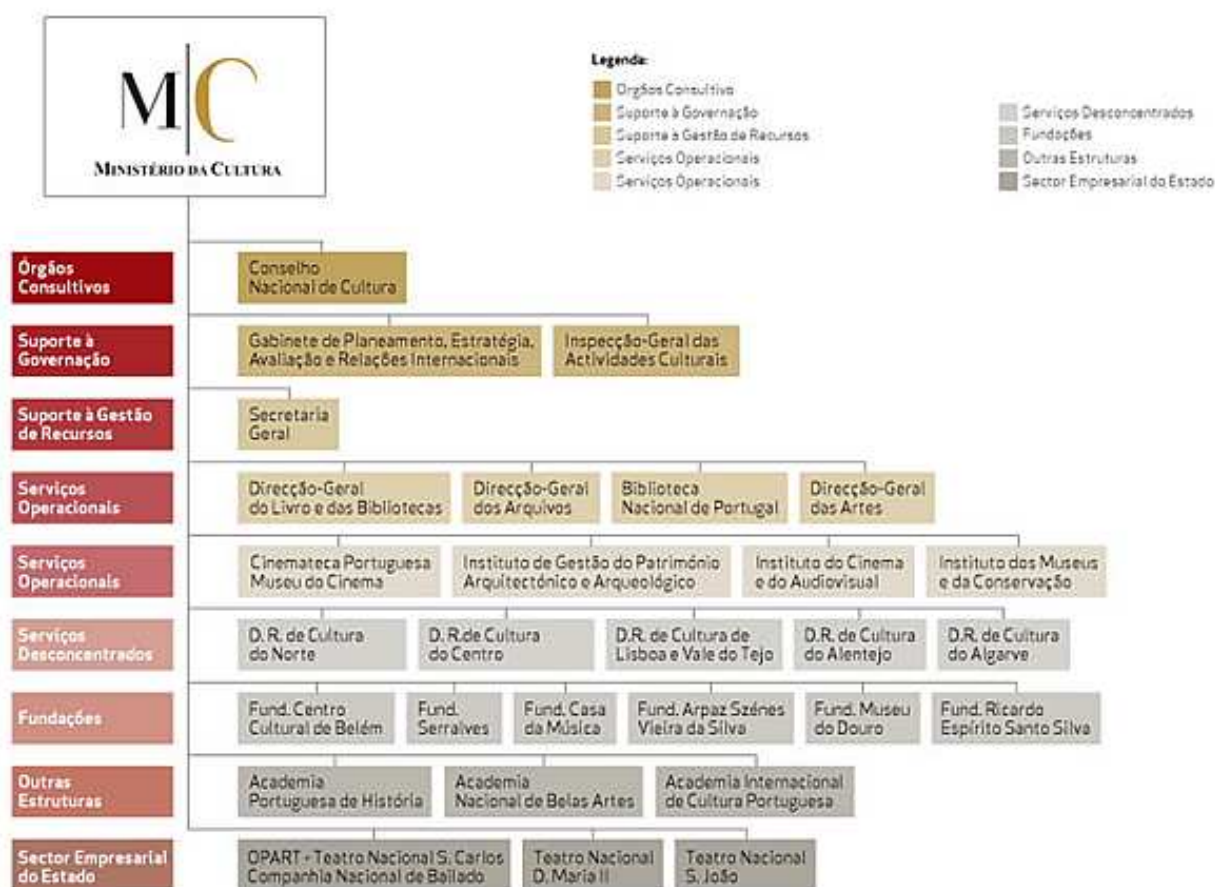 M|C
MINISTÉRIO DA CULTURA
Legenda:
Orgãos Consultivo
Suporte à Governação
Suporte à Gestão de Recursos
Serviços Operacionais
Serviços Operacionais
Serviços Desconcentrados
Fundações
Outras Estruturas
Sector Empresarial do Estado
Órgãos
Consultivos
Conselho
Nacional de Cultura
Suporte à
Governação
Gabinete de Planeamento, Estratégia,
Avaliação e Relações Internacionais
Inspecção-Geral das
Actividades Culturais
Suporte à Gestão
de Recursos
Secretaria
Geral
Serviços
Operacionais
Direcção-Geral
do Livro e das Bibliotecas
Direcção-Geral
dos Arquivos
Biblioteca
Nacional de Portugal
Direcção-Geral
das Artes
Serviços
Operacionais
Cinemateca Portuguesa
Museu do Cinema
Instituto de Gestão do Património
Arquitectónico e Arqueológico
Instituto do Cinema
e do Audiovisual
Instituto dos Museus
e da Conservação
Serviços
Desconcentrados
D.R. de Cultura
do Norte
D.R.de Cultura
do Centro
D.R. de Cultura de
Lisboa e Vale do Tejo
D.R. de Cultura
do Alentejo
D.R. de Cultura
do Algarve
Fundações
Fund. Centro
Cultural de Belém
Fund.
Serralves
Fund. Casa
da Música
Fund. Arpaz Szénes
Vieira da Silva
Fund. Museu
do Douro
Fund. Ricardo
Espírito Santo Silva
Outras
Estruturas
Academia
Portuguesa de História
Academia
Nacional de Belas Artes
Academia Internacional
de Cultura Portuguesa
Sector Empresarial
do Estado
OPART - Teatro Nacional S. Carlos
Companhia Nacional de Bailado
Teatro Nacional
D. Maria II
Teatro Nacional
S. João